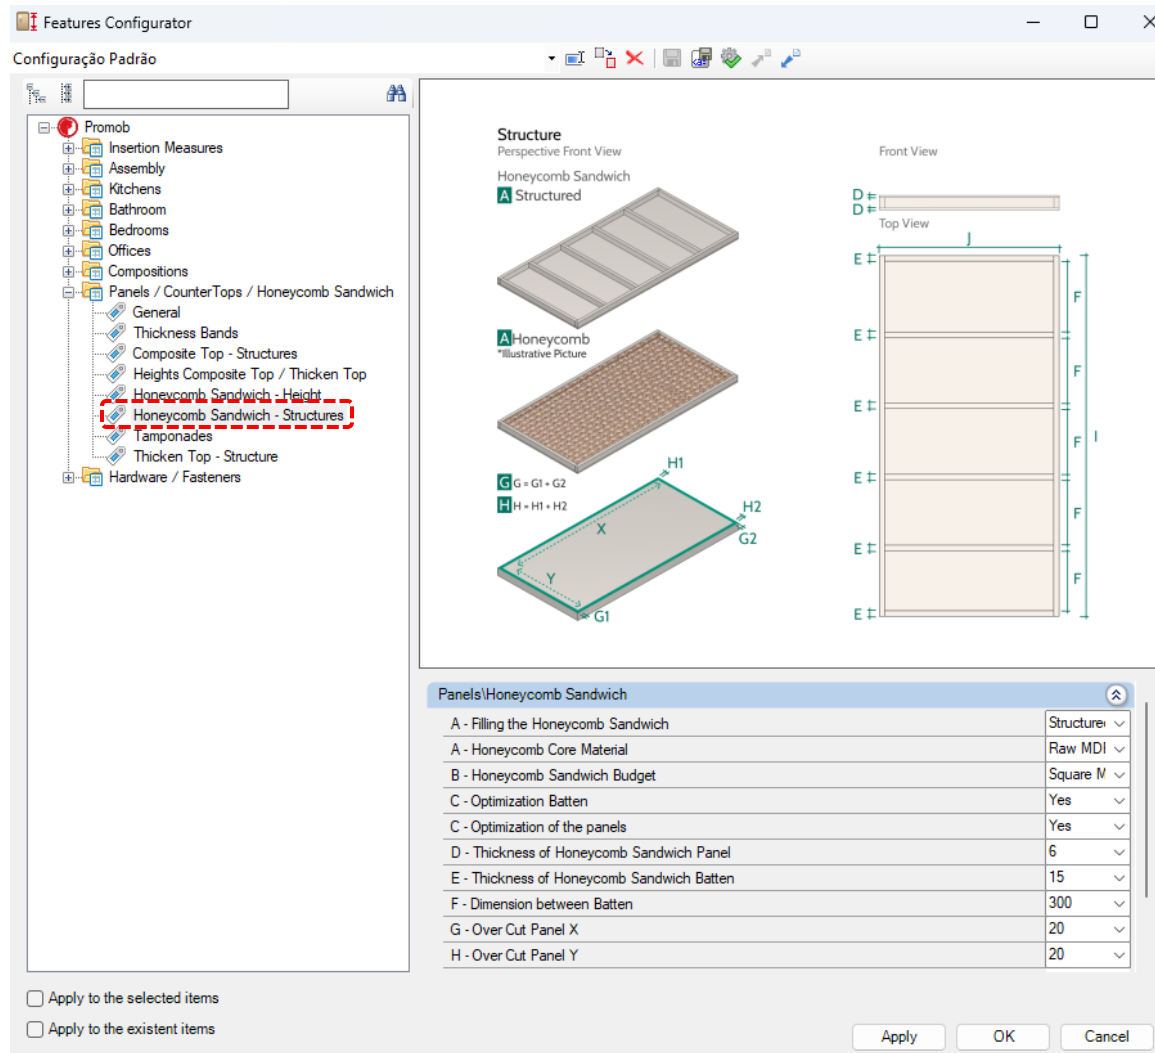 Features Configurator
Configuração Padrão
Promob
Insertion Measures
Assembly
Kitchens
Bathroom
Bedrooms
Offices
Compositions
Panels / CounterTops / Honeycomb Sandwich
General
Thickness Bands
Composite Top - Structures
Heights Composite Top / Thicken Top
Honeycomb Sandwich - Height
Honeycomb Sandwich - Structures
Tamponades
Thicken Top - Structure
Hardware / Fasteners
Structure
Perspective Front View
Honeycomb Sandwich
A Structured
A Honeycomb
*Illustrative Picture
G G = G1 + G2
H H = H1 + H2
H1
H2
G2
X
Y
G1
Front View
D
D
Top View
J
E
F
E
F
E
F
I
E
F
E
F
E
Panels\Honeycomb Sandwich
A - Filling the Honeycomb Sandwich Structure
A - Honeycomb Core Material Raw MDI
B - Honeycomb Sandwich Budget Square M
C - Optimization Batten Yes
C - Optimization of the panels Yes
D - Thickness of Honeycomb Sandwich Panel 6
E - Thickness of Honeycomb Sandwich Batten 15
F - Dimension between Batten 300
G - Over Cut Panel X 20
H - Over Cut Panel Y 20
Apply to the selected items
Apply to the existent items
Apply OK Cancel